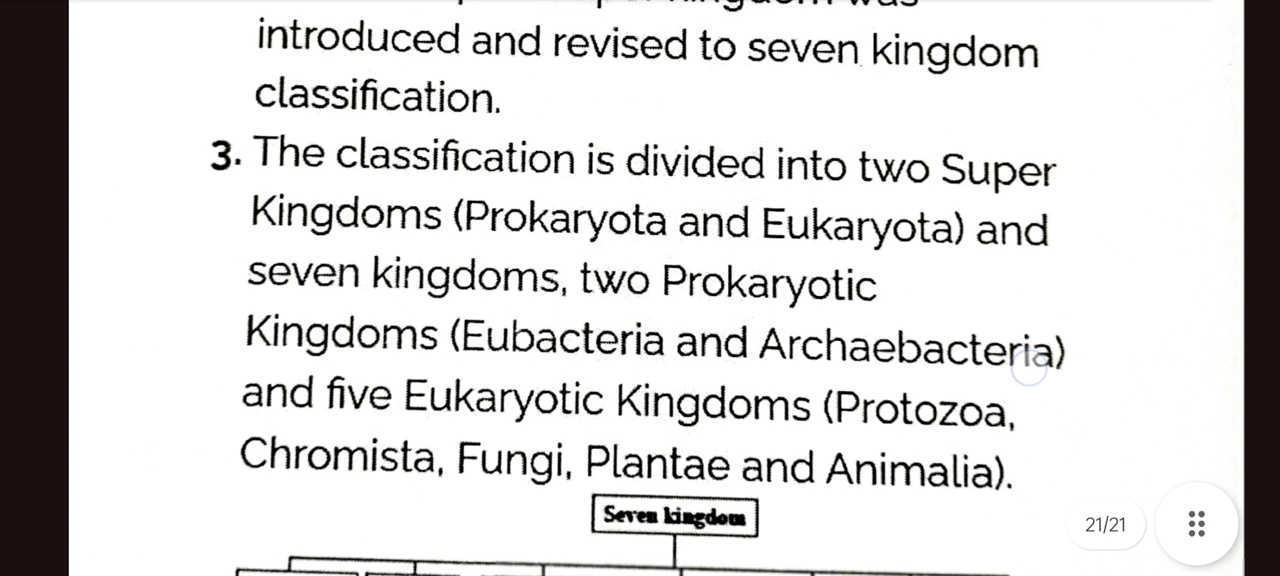 introduced and revised to seven kingdom
classification.
3. The classification is divided into two Super
Kingdoms (Prokaryota and Eukaryota) and
seven kingdoms, two Prokaryotic
Kingdoms (Eubacteria and Archaebacteria)
and five Eukaryotic Kingdoms (Protozoa,
Chromista, Fungi, Plantae and Animalia).
Seven kingdom
21/21